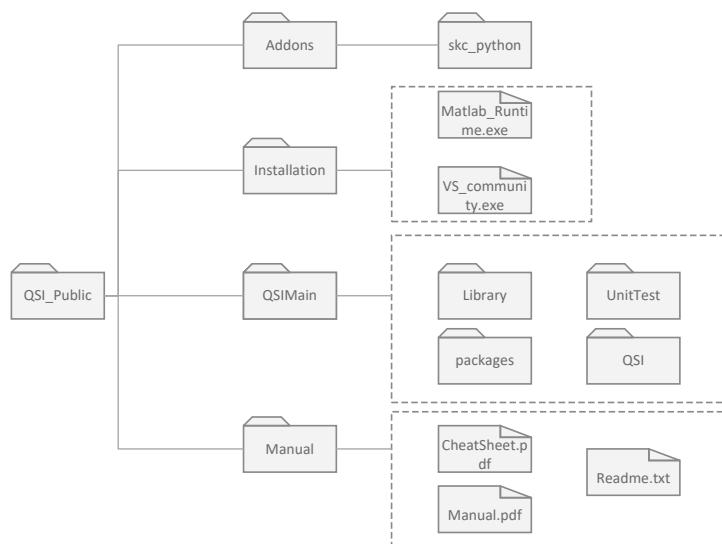 Addons
skc_python
Matlab_Runti
me.exe
Installation
VS_communi
ty.exe
QSI_Public
QSIMain
Library
UnitTest
packages
QSI
Manual
CheatSheet.p
df
Readme.txt
Manual.pdf